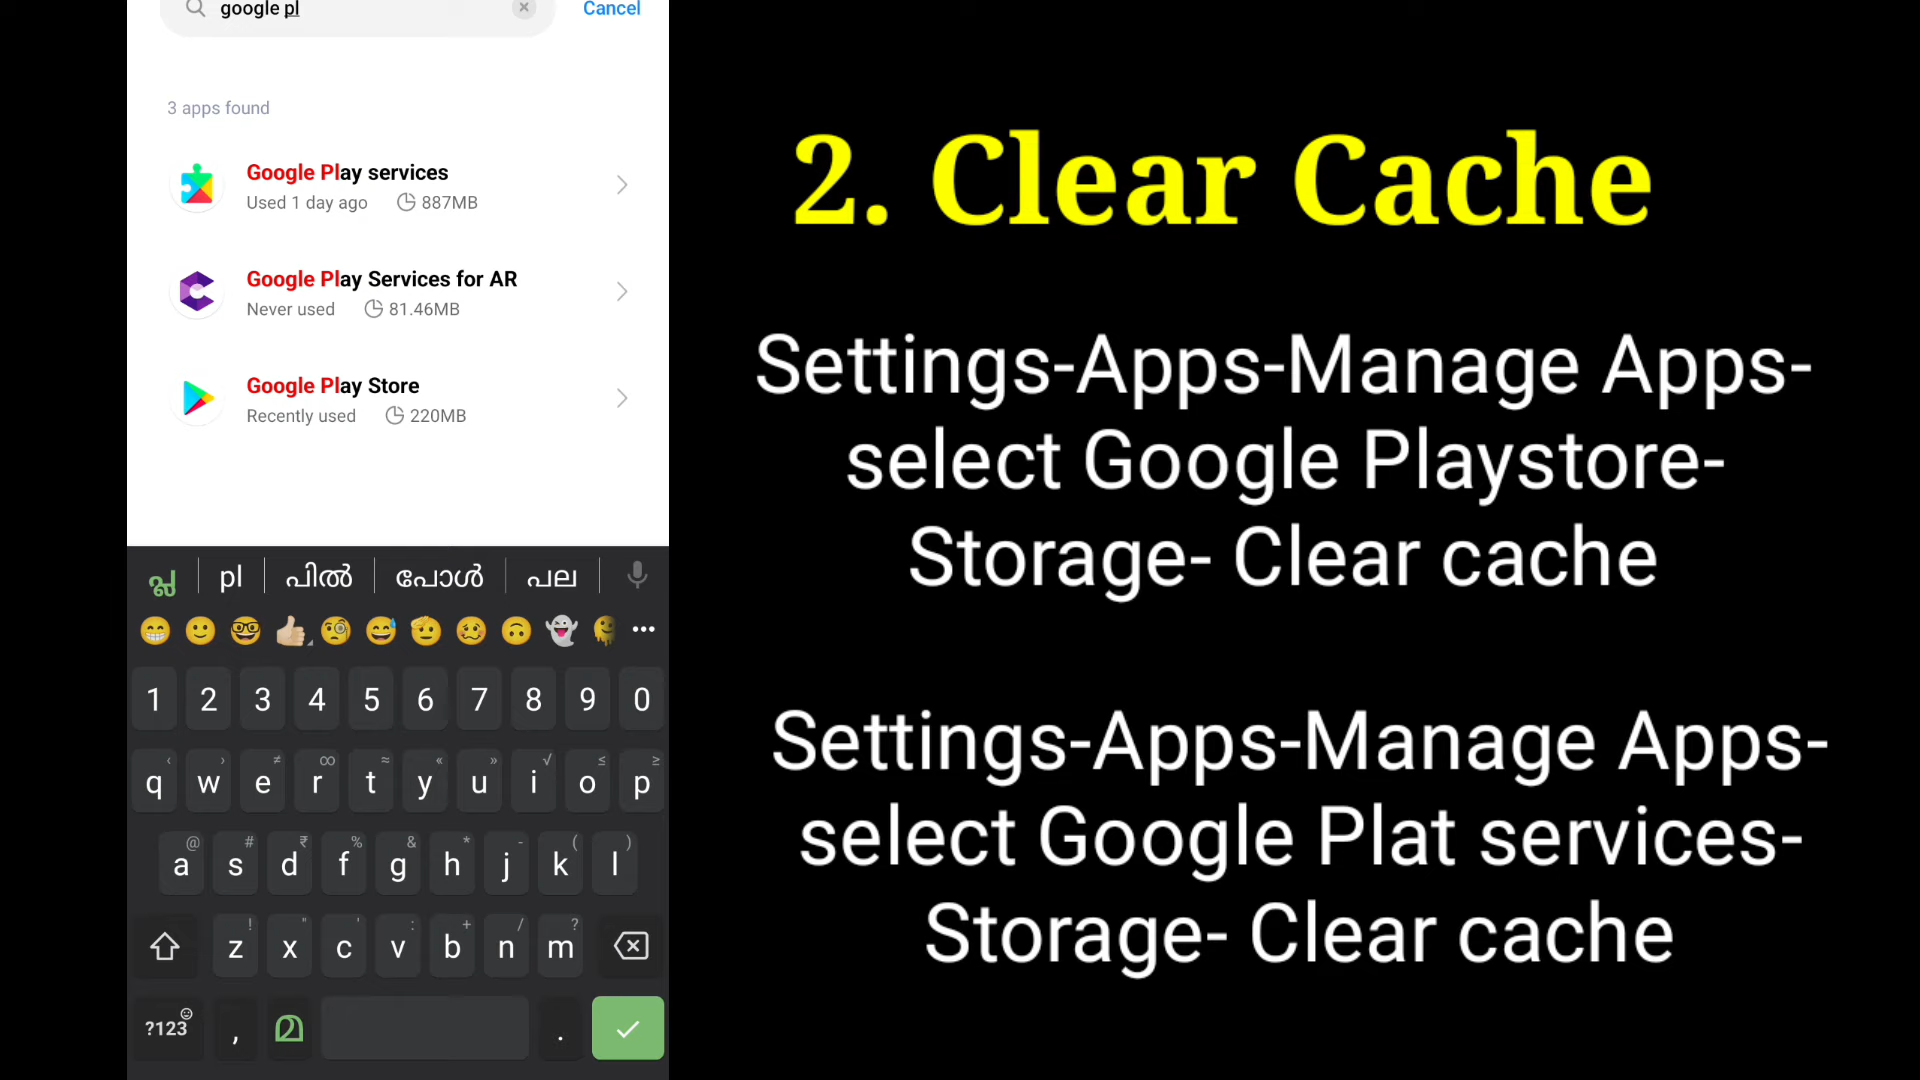 google pl
Cancel
3 apps found
Google Play services
Used 1 day ago 887MB
Google Play Services for AR
Never used 81.46MB
Google Play Store
Recently used 220MB
പ്ല pl പിൽ പോൾ പല
1 2 3 4 5 6 7 8 9 0
‹ › ≠ ∞ ≈ « » √ ≤ ≥
q w e r t y u i o p
@ # ₹ % & * - ( )
a s d f g h j k l
! " ' : + / ?
z x c v b n m
?123 , മ .
2. Clear Cache
Settings-Apps-Manage Apps-
select Google Playstore-
Storage- Clear cache
Settings-Apps-Manage Apps-
select Google Plat services-
Storage- Clear cache